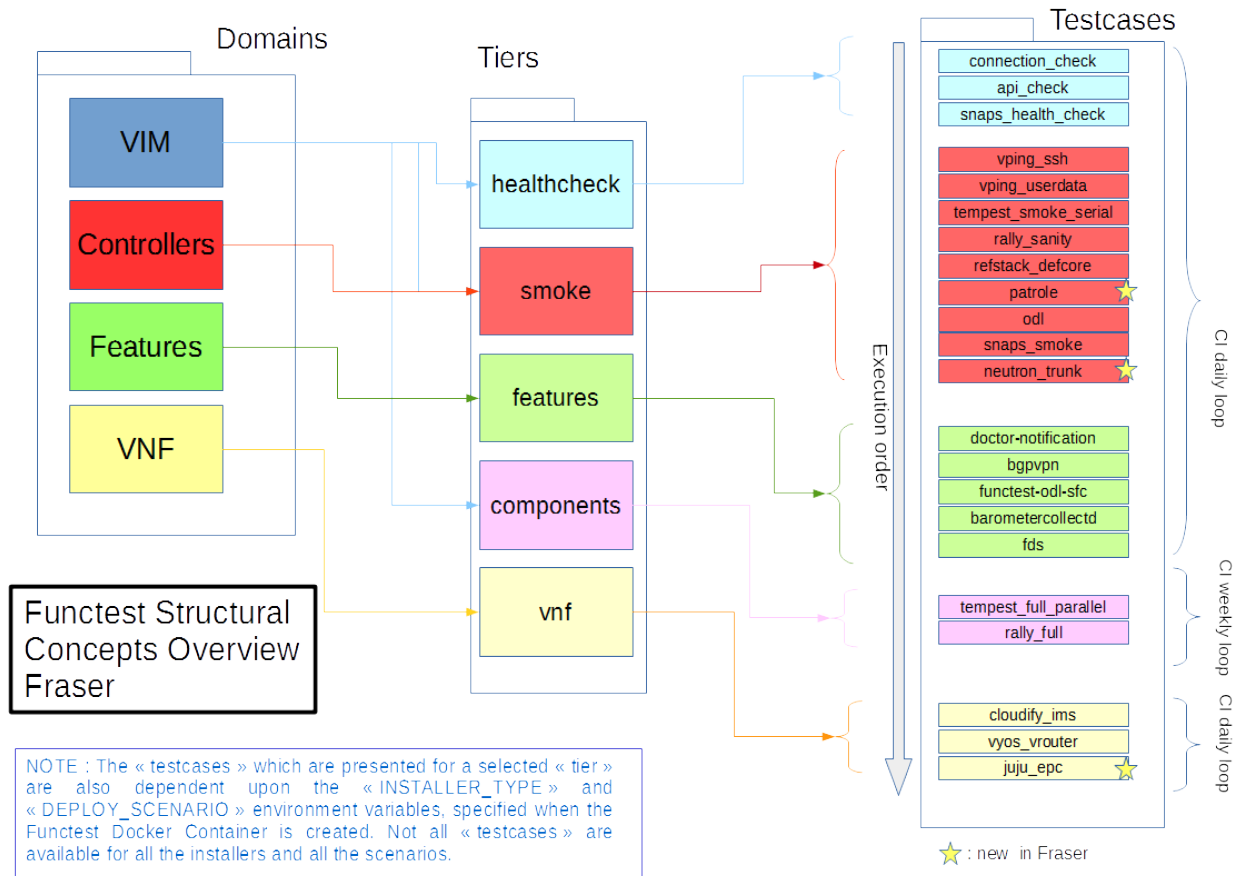 Domains
VIM
Controllers
Features
VNF
Tiers
healthcheck
smoke
features
components
vnf
Execution order
Testcases
connection_check
api_check
snaps_health_check
vping_ssh
vping_userdata
tempest_smoke_serial
rally_sanity
refstack_defcore
patrole
odl
snaps_smoke
neutron_trunk
doctor-notification
bgpvpn
functest-odl-sfc
barometercollectd
fds
tempest_full_parallel
rally_full
cloudify_ims
vyos_vrouter
juju_epc
CI daily loop
CI weekly loop
CI daily loop
: new in Fraser
Functest Structural
Concepts Overview
Fraser
NOTE : The « testcases » which are presented for a selected « tier »
are also dependent upon the « INSTALLER_TYPE » and
« DEPLOY_SCENARIO » environment variables, specified when the
Functest Docker Container is created. Not all « testcases » are
available for all the installers and all the scenarios.